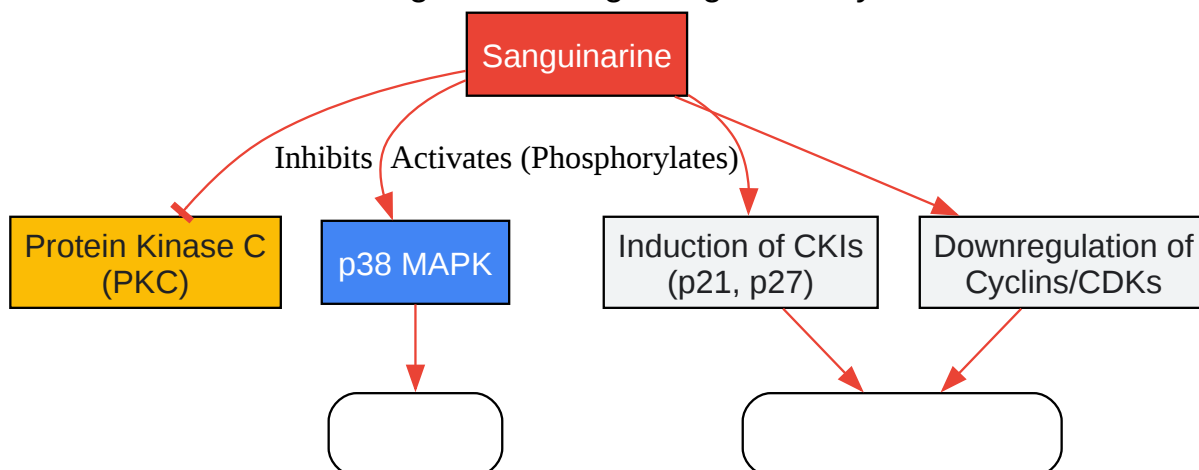 Sanguinarine
Inhibits
Activates (Phosphorylates)
Protein Kinase C
(PKC)
p38 MAPK
Induction of CKIs
(p21, p27)
Downregulation of
Cyclins/CDKs